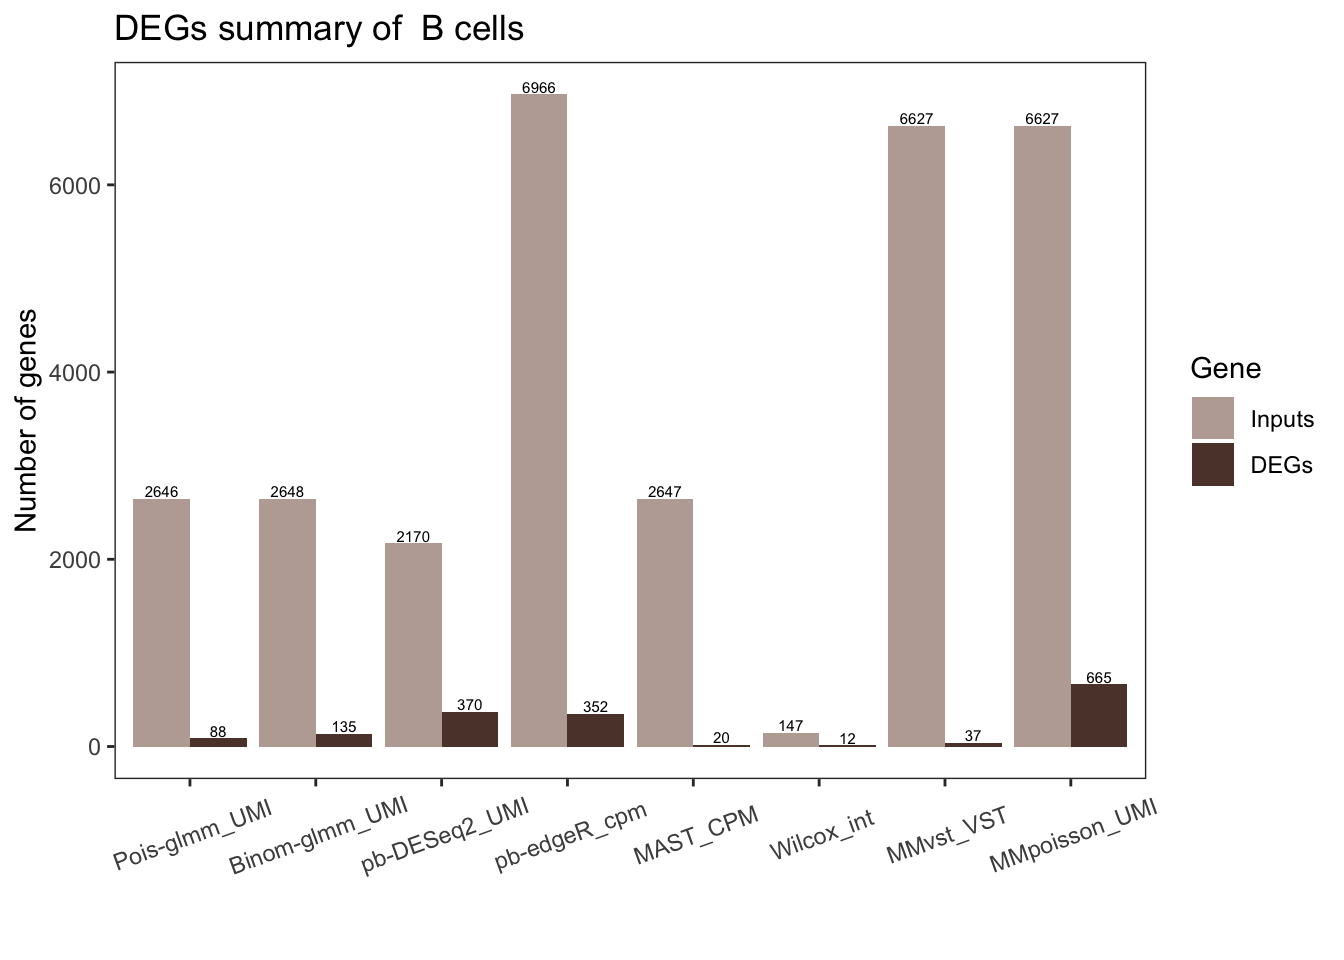 DEGs summary of  B cells
Number of genes
6000
4000
2000
0
2646
88
2648
135
2170
370
6966
352
2647
20
147
12
6627
37
6627
665
Pois-glmm_UMI
Binom-glmm_UMI
pb-DESeq2_UMI
pb-edgeR_cpm
MAST_CPM
Wilcox_int
MMvst_VST
MMpoisson_UMI
Gene
Inputs
DEGs